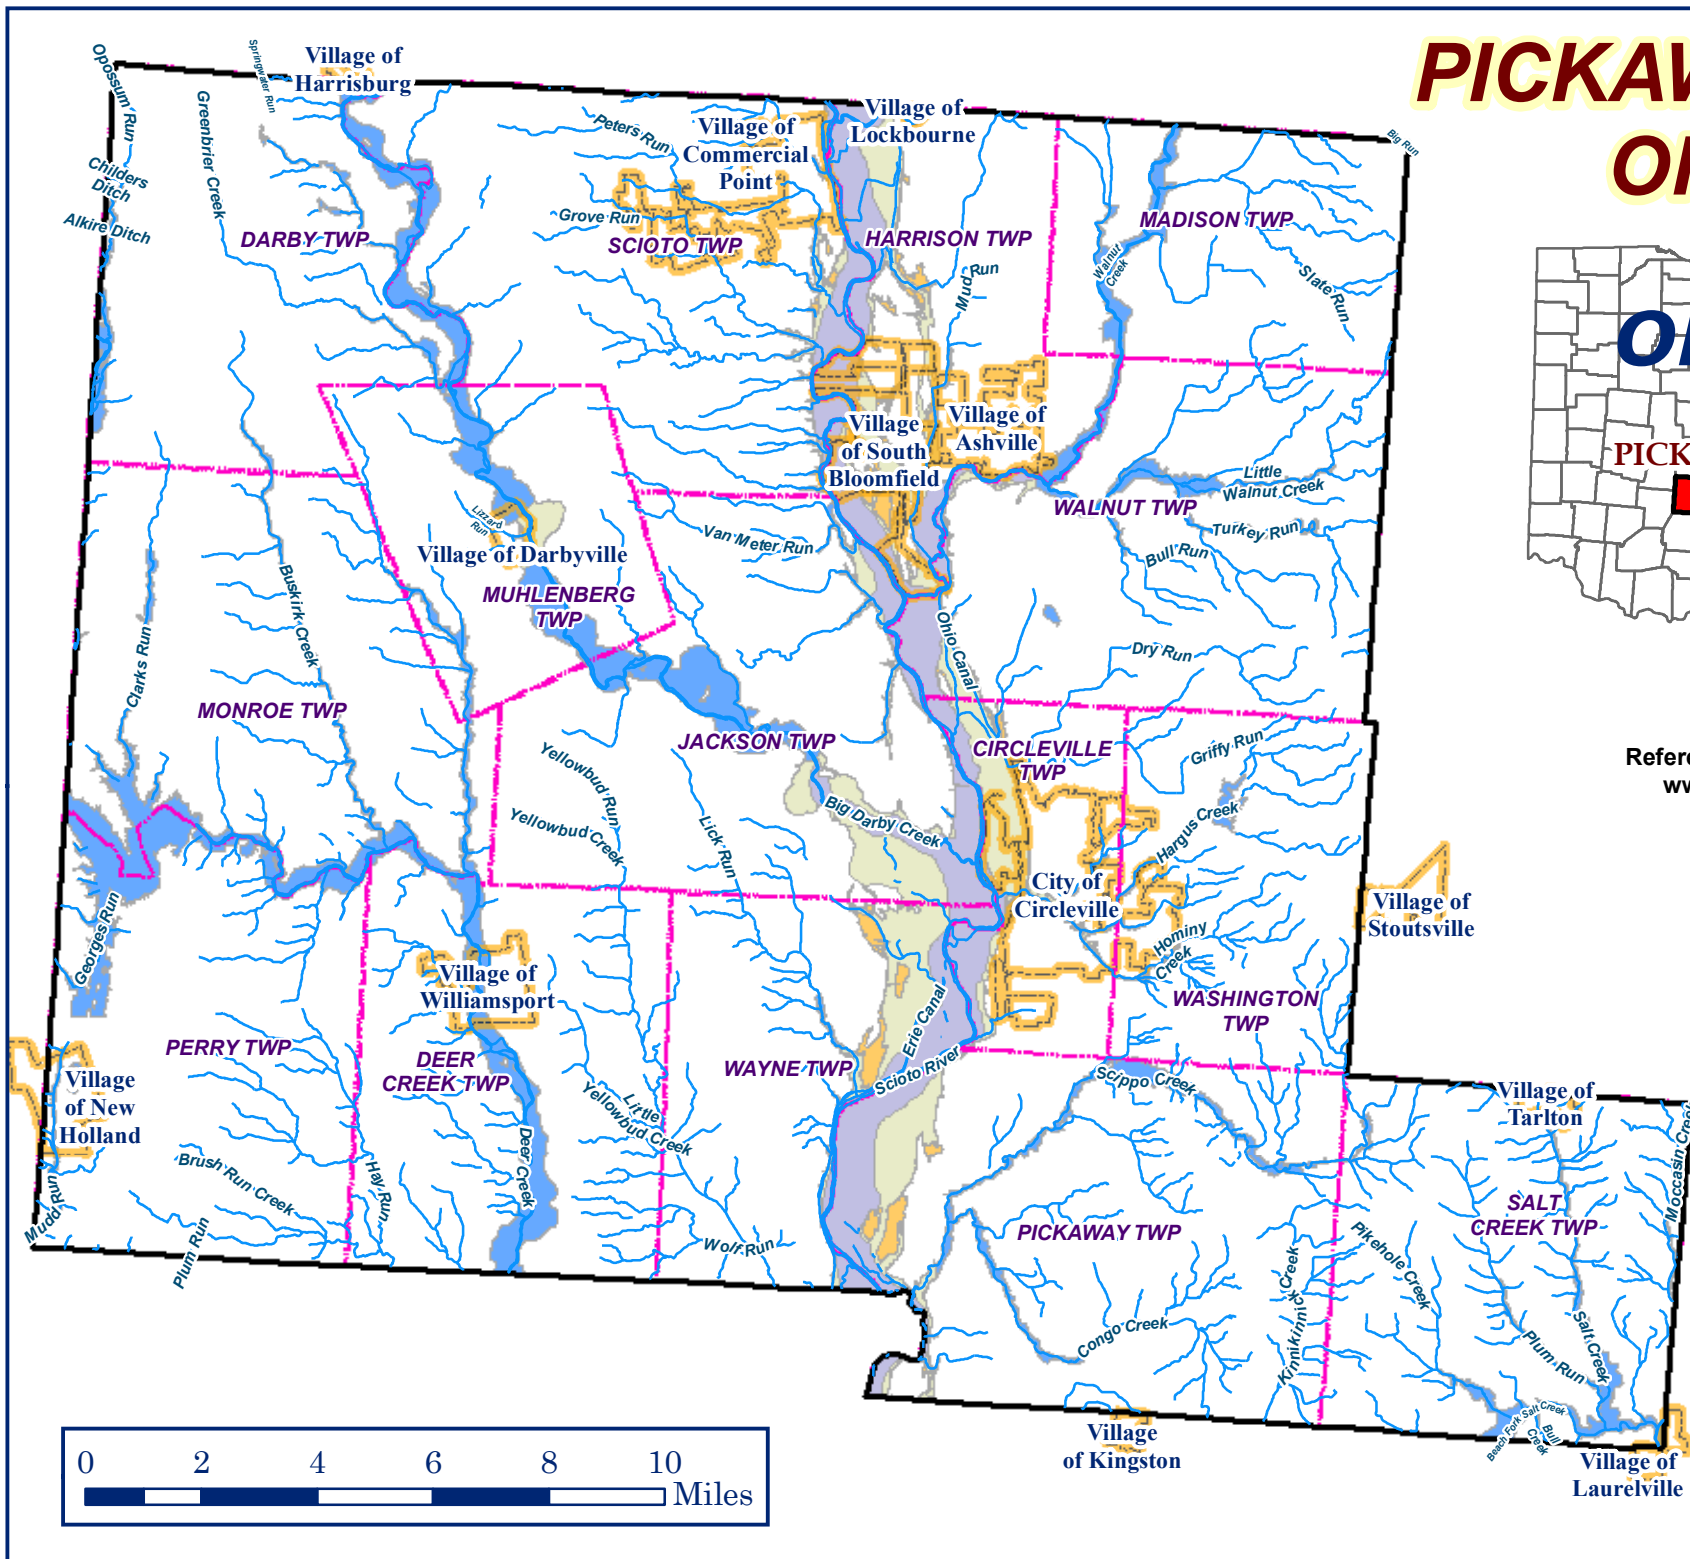 PICKAW
OH
Village of
Harrisburg
Village of
Lockbourne
Village of
Commercial
Point
Opossum Run
Springwater Run
Greenbrier Creek
Peters Run
Big Run
Childers
Ditch
Alkire Ditch
DARBY TWP
Grove Run
SCIOTO TWP
HARRISON TWP
MADISON TWP
Walnut
Creek
Mud Run
Slate Run
Village
of South
Bloomfield
Village of
Ashville
PICK
Little
Walnut Creek
WALNUT TWP
Turkey Run
Bull Run
Lizzard
Run
Village of Darbyville
Van Meter Run
MUHLENBERG
TWP
Buskirk Creek
Clarks Run
Ohio Canal
Dry Run
MONROE TWP
JACKSON TWP
CIRCLEVILLE
TWP
Griffy Run
Refere
ww
Yellowbud Run
Yellowbud Creek
Lick Run
Big Darby Creek
Hargus Creek
City of
Circleville
Village of
Stoutsville
Georges Run
Hominy
Creek
Village of
Williamsport
WASHINGTON
TWP
Erie Canal
PERRY TWP
DEER
CREEK TWP
WAYNE TWP
Scioto River
Scippo Creek
Village
of New
Holland
Little
Yellowbud Creek
Village of
Tarlton
Deer Creek
Moccasin Creek
Brush Run Creek
Hay Run
Mudd Run
Plum Run
Wolf Run
PICKAWAY TWP
SALT
CREEK TWP
Pikehole Creek
Kinnikinnick Creek
Congo Creek
Plum Run
Salt Creek
Beach Fork Salt Creek
Bull
Creek
Village
of Kingston
Village of
Laurelville
0 2 4 6 8 10
Miles